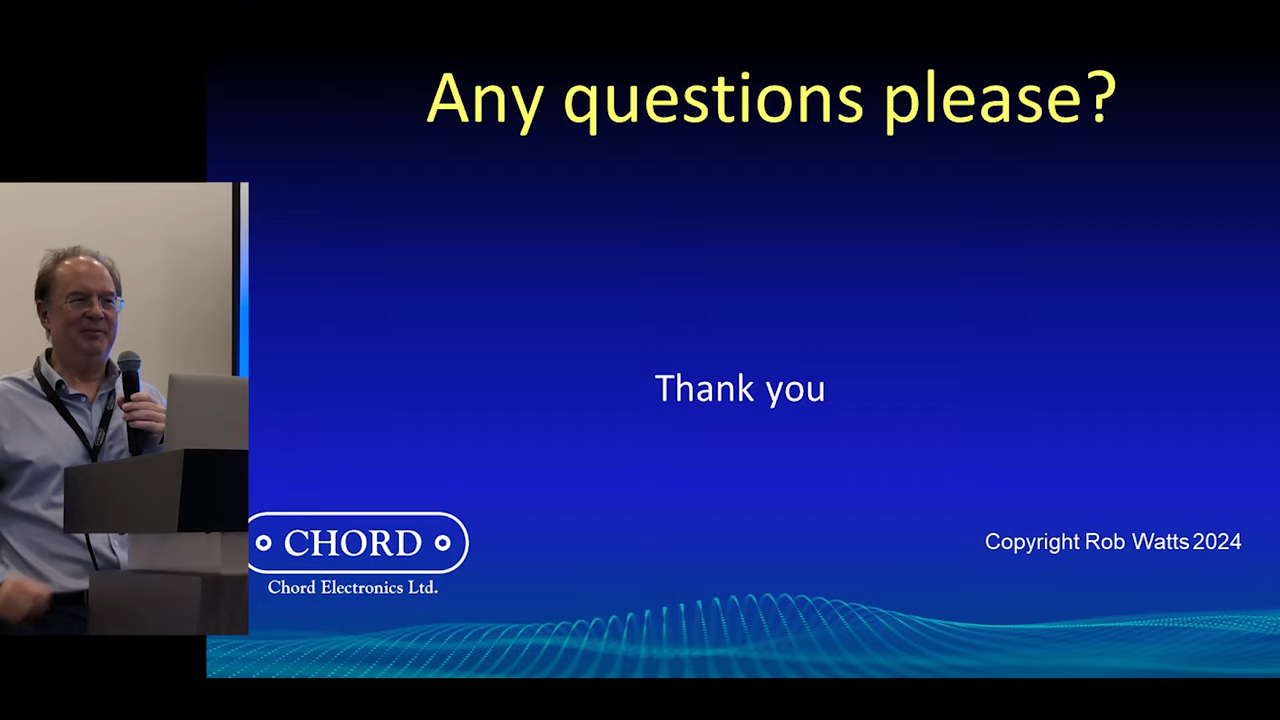 Any questions please?
Thank you
CHORD
Chord Electronics Ltd.
Copyright Rob Watts 2024